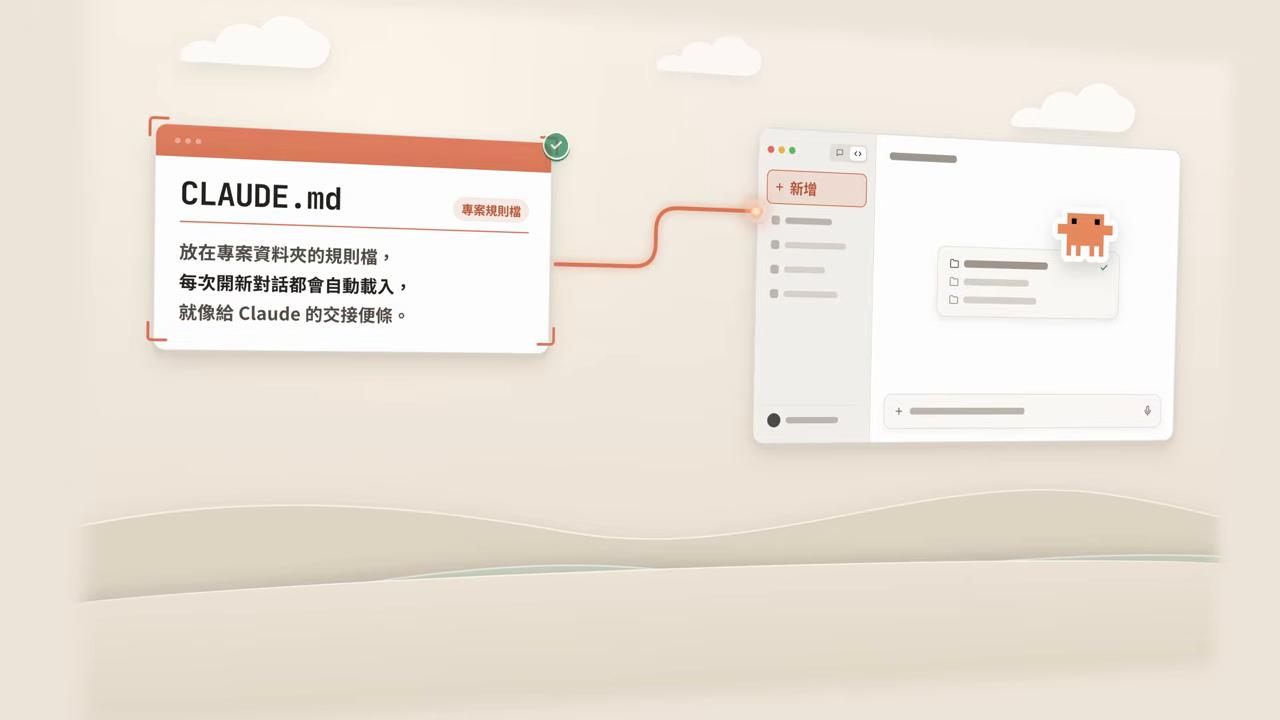 CLAUDE.md
專案規則檔
放在專案資料夾的規則檔，
每次開新對話都會自動載入，
就像給 Claude 的交接便條。
+ 新增